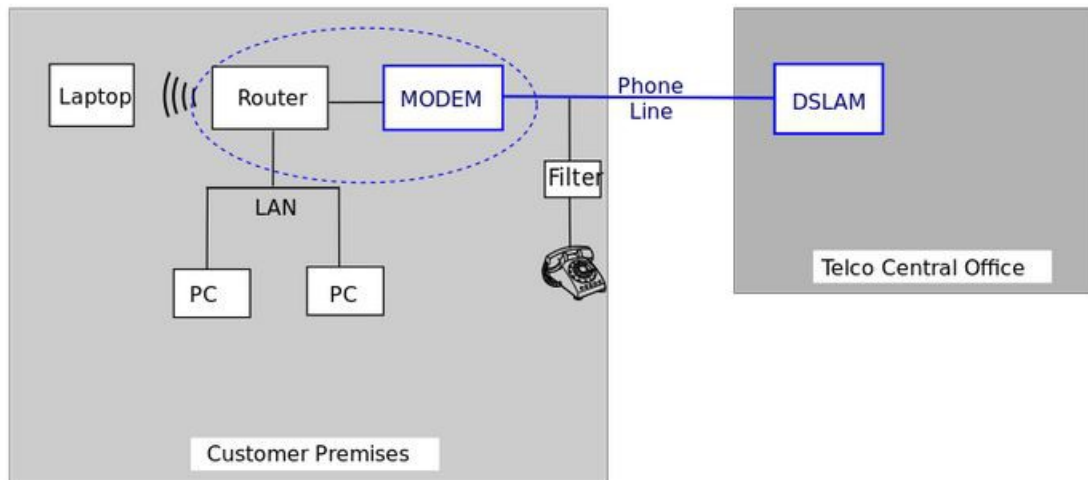 Laptop
Router
MODEM
Phone
Line
DSLAM
Filter
LAN
PC
PC
Telco Central Office
Customer Premises